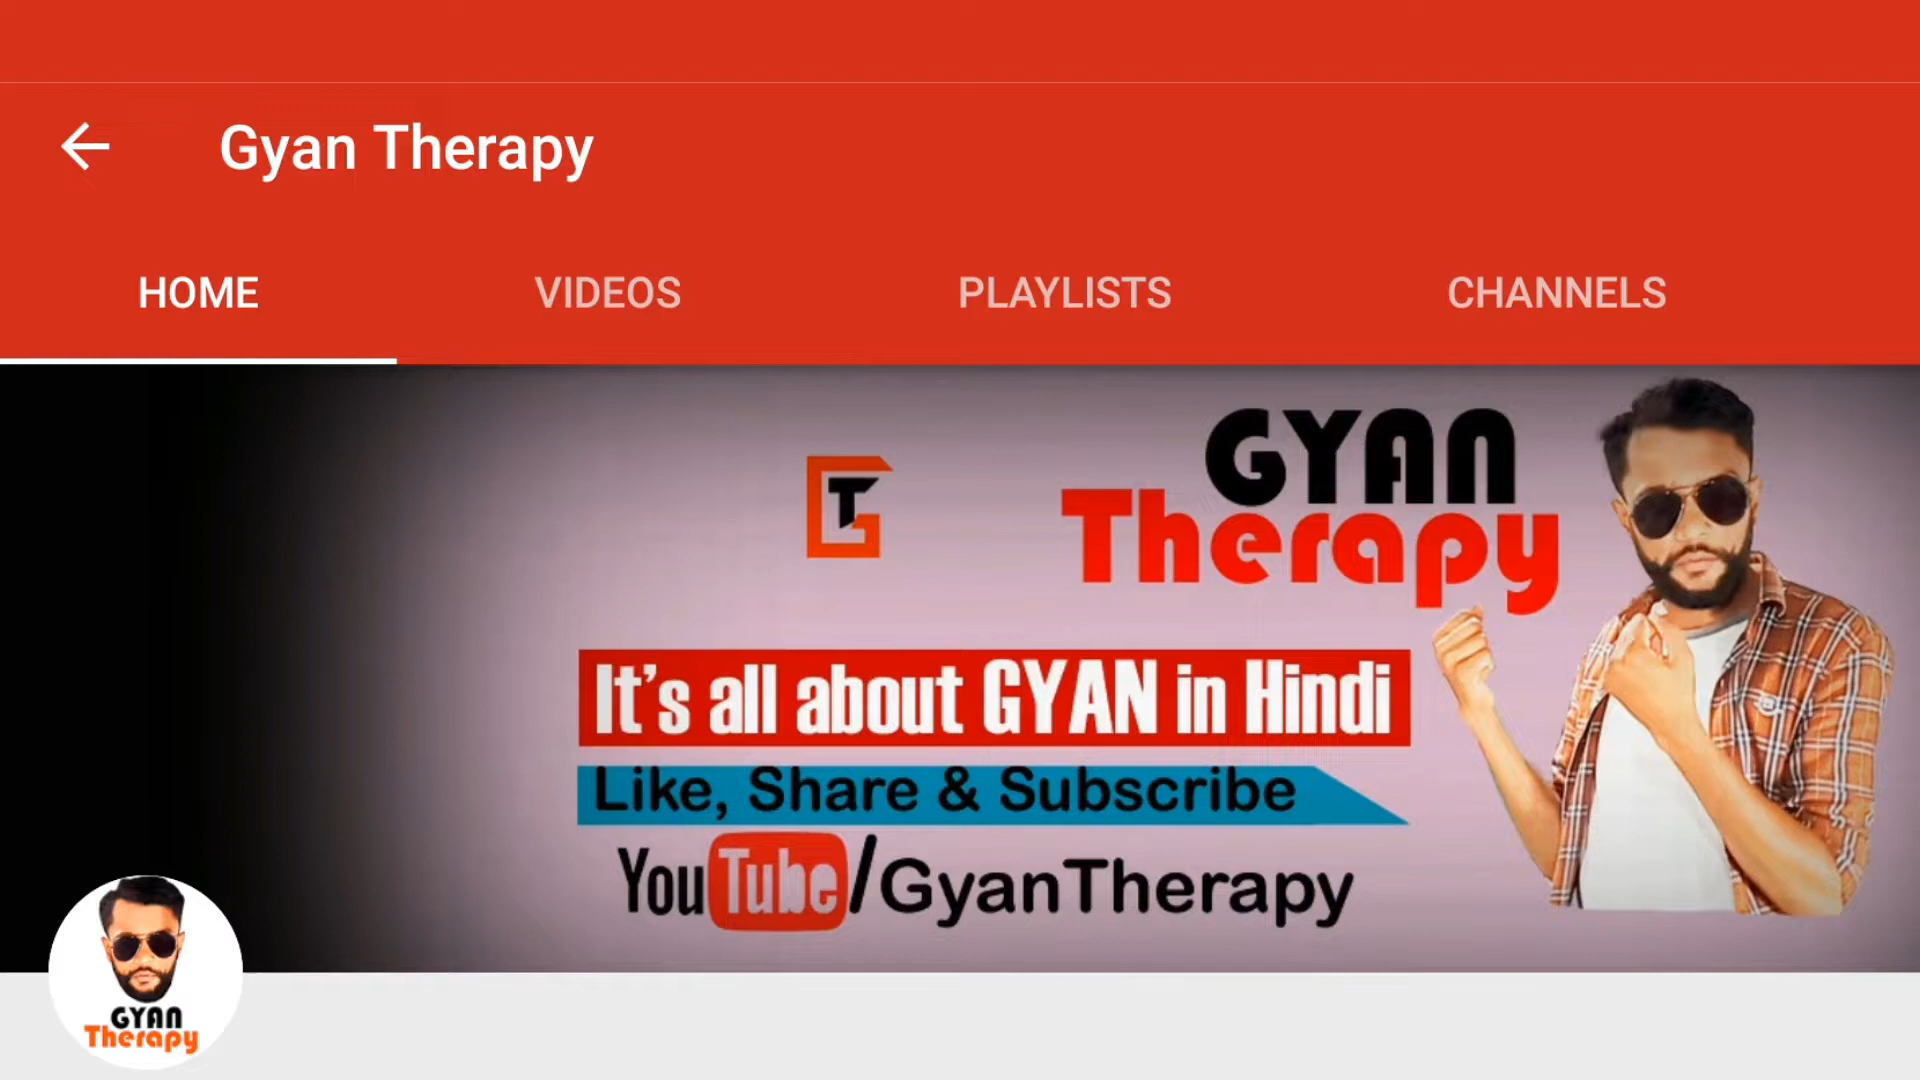 Gyan Therapy
HOME VIDEOS PLAYLISTS CHANNELS
GYAN
Therapy
It's all about GYAN in Hindi
Like, Share & Subscribe
YouTube/GyanTherapy
GYAN
Therapy